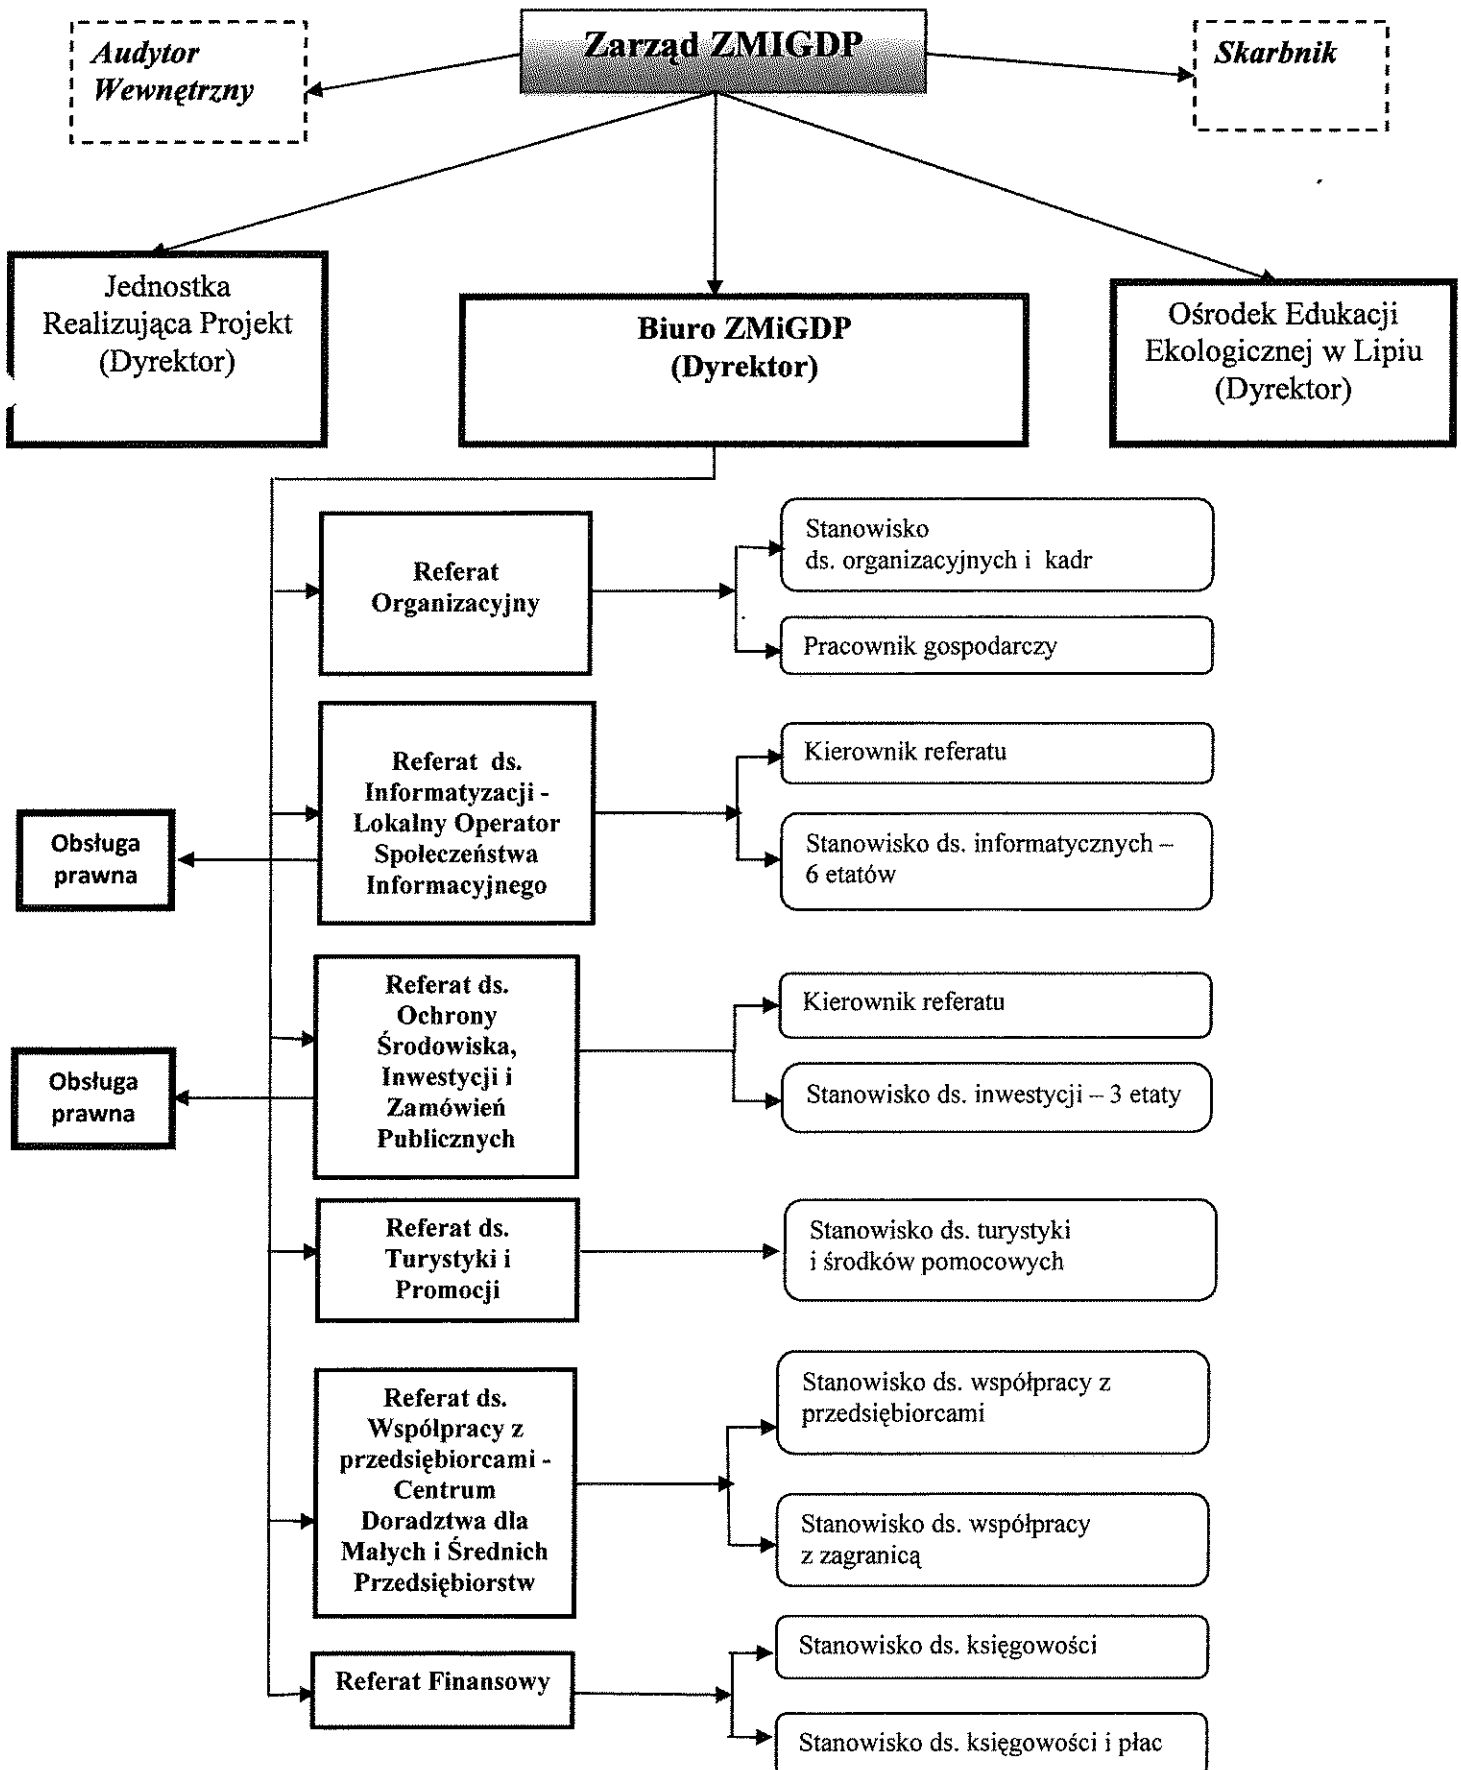 Zarząd ZMIGDP
Audytor
Wewnętrzny
Skarbnik
Jednostka
Realizująca Projekt
(Dyrektor)
Biuro ZMiGDP
(Dyrektor)
Ośrodek Edukacji
Ekologicznej w Lipiu
(Dyrektor)
Referat
Organizacyjny
Stanowisko
ds. organizacyjnych i kadr
Pracownik gospodarczy
Referat ds.
Informatyzacji -
Lokalny Operator
Społeczeństwa
Informacyjnego
Kierownik referatu
Stanowisko ds. informatycznych –
6 etatów
Obsługa
prawna
Referat ds.
Ochrony
Środowiska,
Inwestycji i
Zamówień
Publicznych
Kierownik referatu
Stanowisko ds. inwestycji – 3 etaty
Obsługa
prawna
Referat ds.
Turystyki i
Promocji
Stanowisko ds. turystyki
i środków pomocowych
Referat ds.
Współpracy z
przedsiębiorcami -
Centrum
Doradztwa dla
Małych i Średnich
Przedsiębiorstw
Stanowisko ds. współpracy z
przedsiębiorcami
Stanowisko ds. współpracy
z zagranicą
Referat Finansowy
Stanowisko ds. księgowości
Stanowisko ds. księgowości i płac